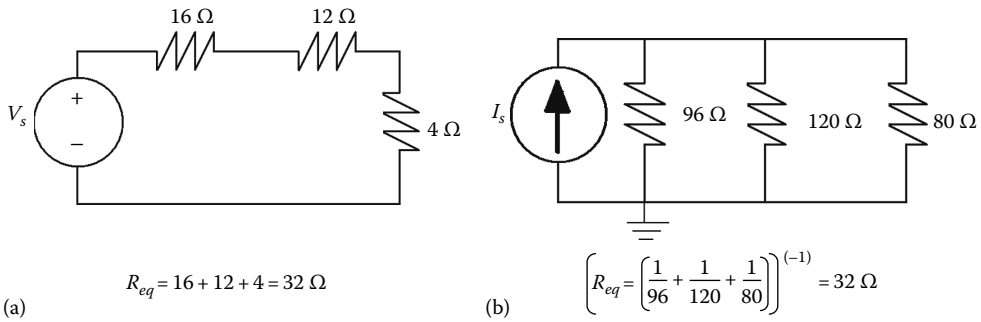 16 Ω
12 Ω
V_s
+
−
4 Ω
R_eq = 16 + 12 + 4 = 32 Ω
(a)
I_s
96 Ω
120 Ω
80 Ω
(R_eq = (1/96 + 1/120 + 1/80))^(−1) = 32 Ω
(b)